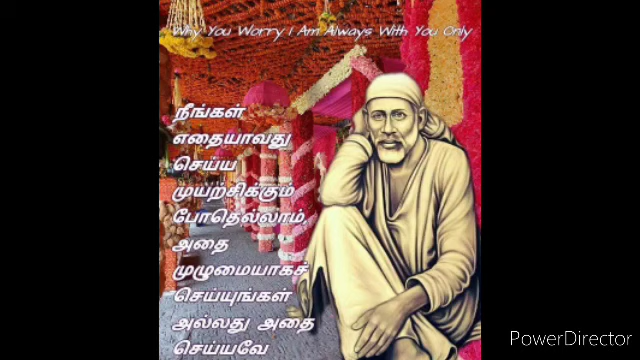 Why You Worry I Am Always With You Only
நீங்கள்
எதையாவது
செய்ய
முயற்சிக்கும்
போதெல்லாம்,
அதை
முழுமையாகச்
செய்யுங்கள்
அல்லது அதை
செய்யவே
PowerDirector